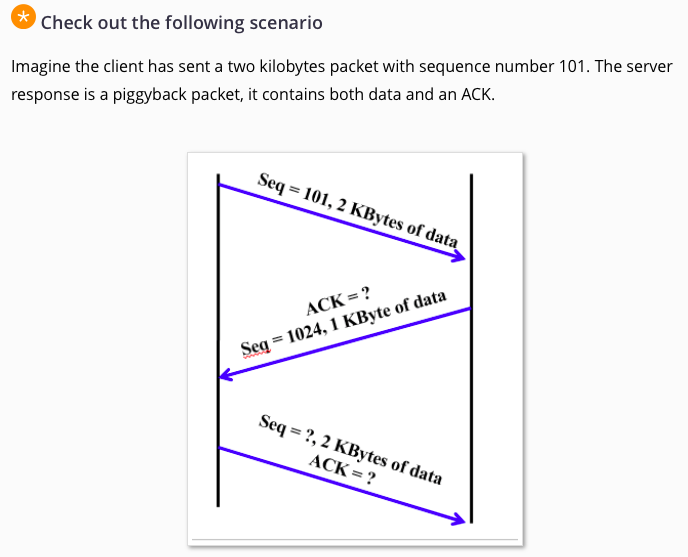 * Check out the following scenario
Imagine the client has sent a two kilobytes packet with sequence number 101. The server
response is a piggyback packet, it contains both data and an ACK.
Seq = 101, 2 KBytes of data
ACK = ?
Seq = 1024, 1 KByte of data
Seq = ?, 2 KBytes of data
ACK = ?